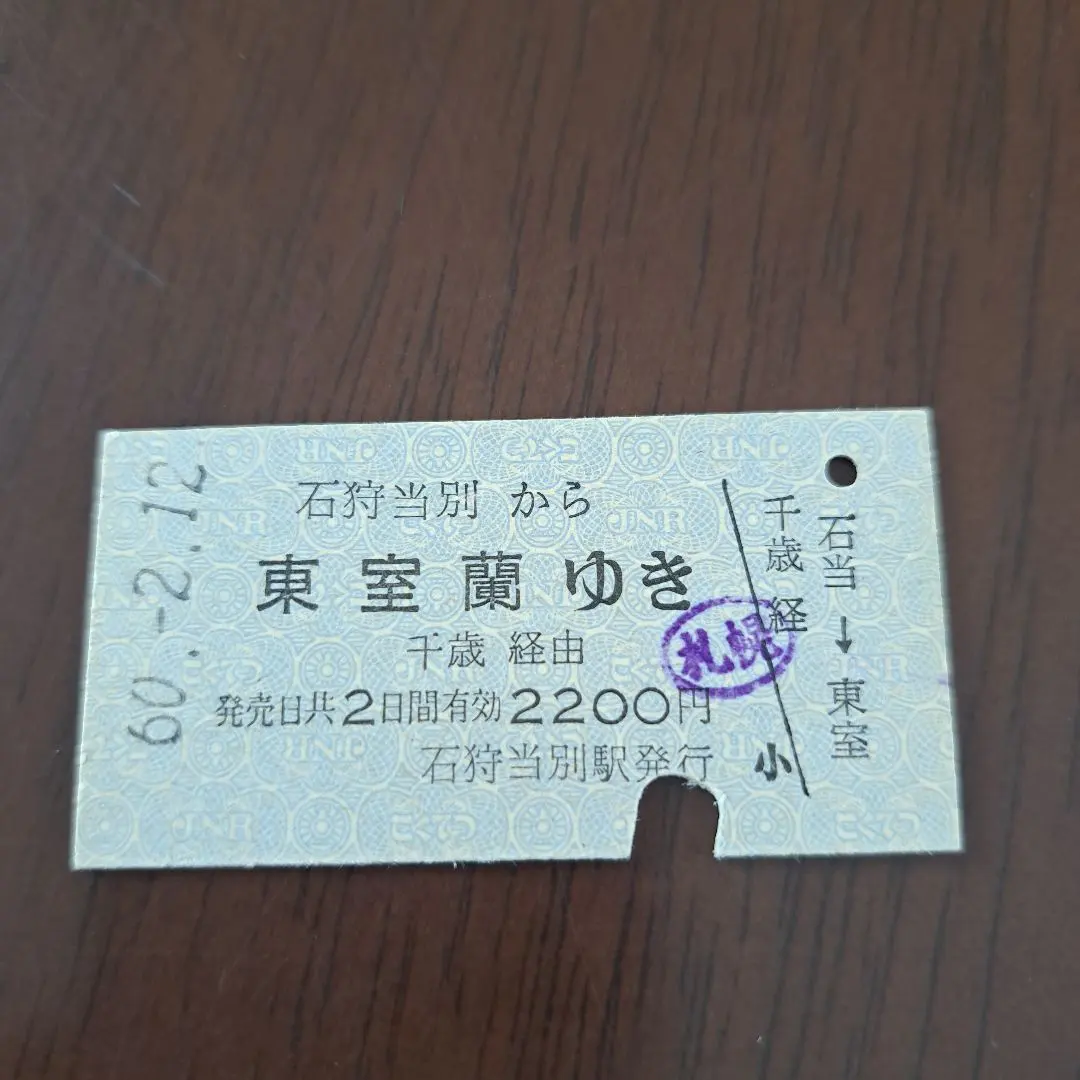 60.-2.12
石狩当別 から
東室蘭ゆき
千歳 経由
発売日共2日間有効 2200円
石狩当別駅発行
札幌
千歳経
小
石当→東室